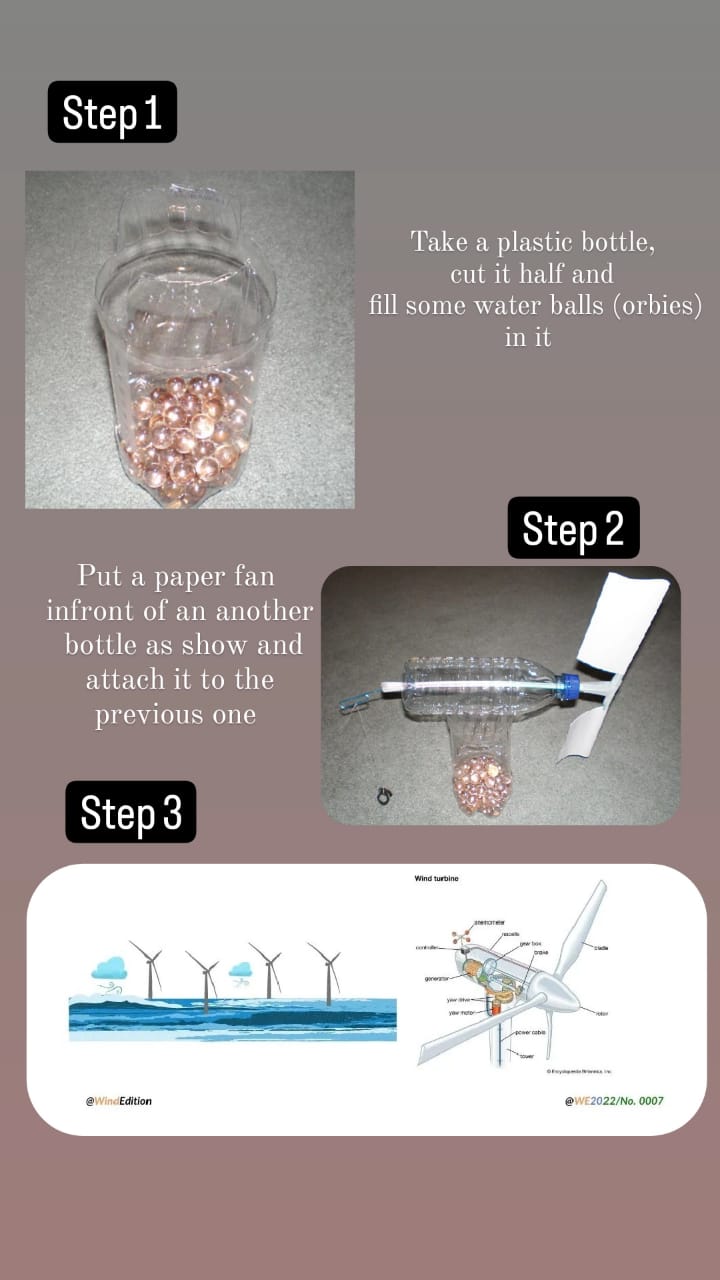 Step 1
Take a plastic bottle,
cut it half and
fill some water balls (orbies)
in it
Step 2
Put a paper fan
infront of an another
bottle as show and
attach it to the
previous one
Step 3
Wind turbine
anemometer
nacelle
controller
gear box
brake
blade
generator
yaw drive
yaw motor
rotor
power cable
tower
© Encyclopædia Britannica, Inc.
@WindEdition
@WE2022/No. 0007